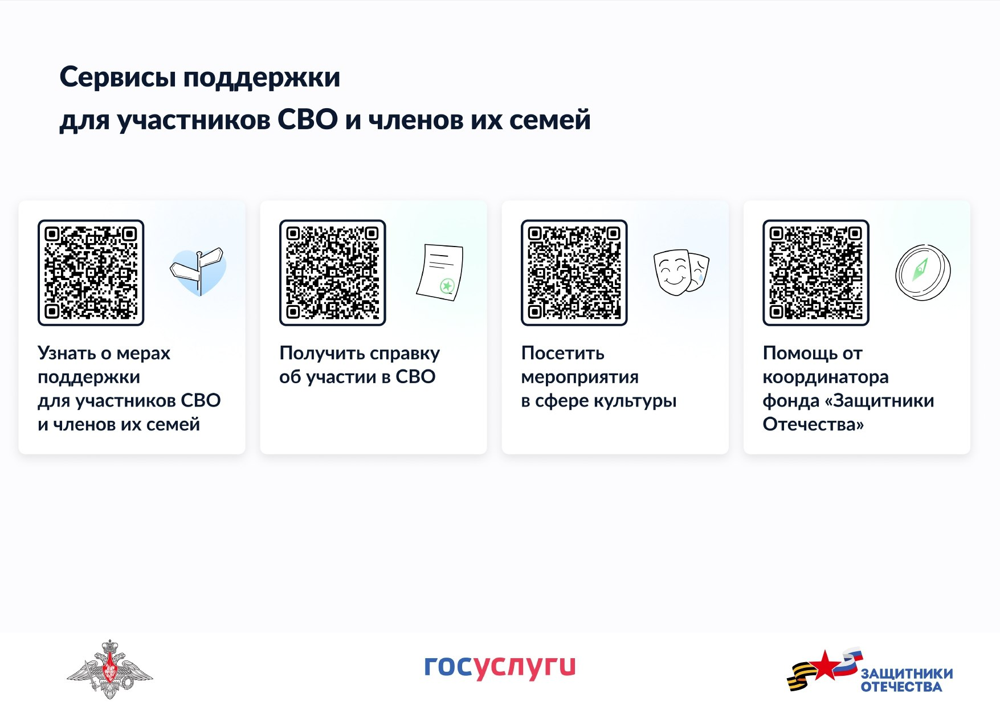 Сервисы поддержки
для участников СВО и членов их семей
Узнать о мерах
поддержки
для участников СВО
и членов их семей
Получить справку
об участии в СВО
Посетить
мероприятия
в сфере культуры
Помощь от
координатора
фонда «Защитники
Отечества»
госуслуги
ЗАЩИТНИКИ
ОТЕЧЕСТВА